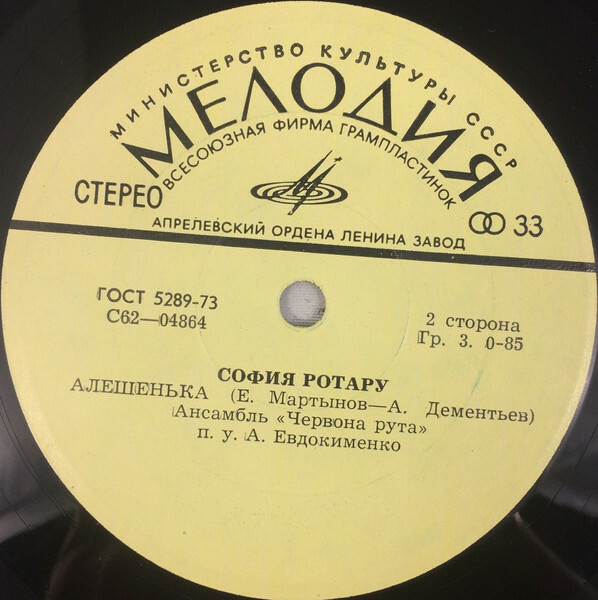 МИНИСТЕРСТВО КУЛЬТУРЫ СССР
МЕЛОДИЯ
ВСЕСОЮЗНАЯ ФИРМА ГРАМПЛАСТИНОК
СТЕРЕО
33
АПРЕЛЕВСКИЙ ОРДЕНА ЛЕНИНА ЗАВОД
ГОСТ 5289-73
С62—04864
2 сторона
Гр. 3. 0-85
СОФИЯ РОТАРУ
АЛЕШЕНЬКА (Е. Мартынов—А. Дементьев)
Ансамбль «Червона рута»
п. у. А. Евдокименко